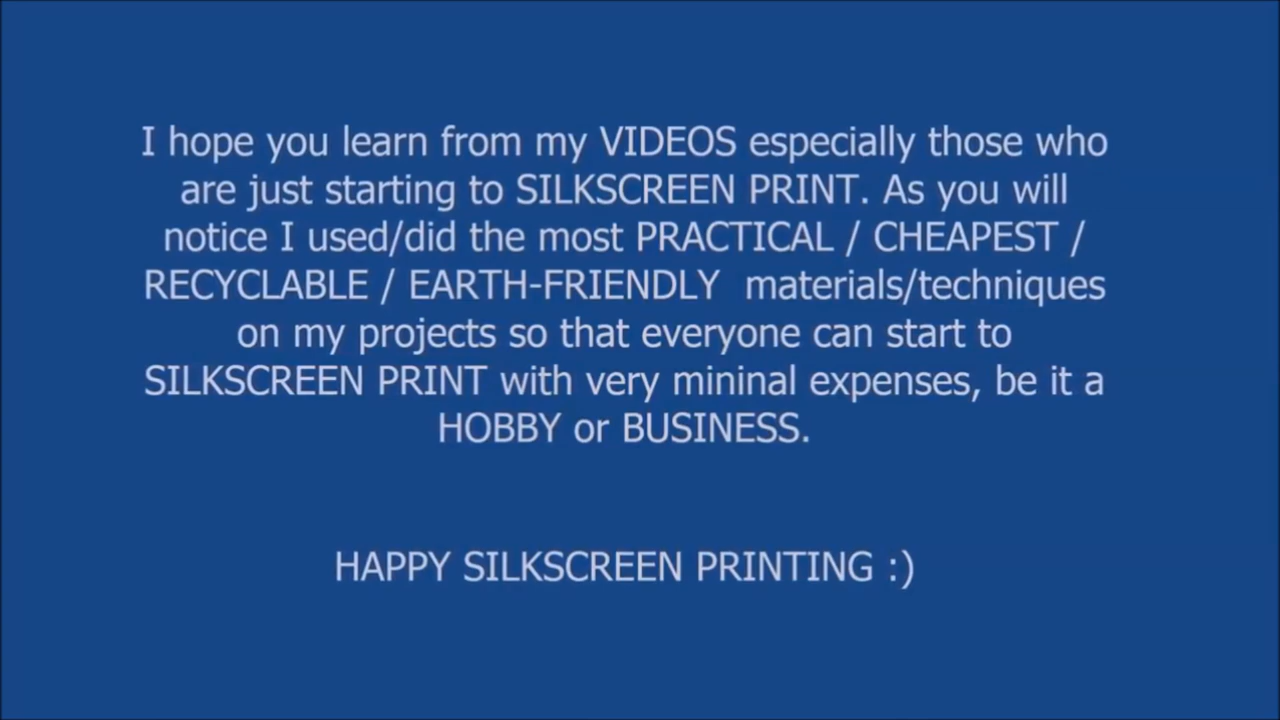 I hope you learn from my VIDEOS especially those who
are just starting to SILKSCREEN PRINT. As you will
notice I used/did the most PRACTICAL / CHEAPEST /
RECYCLABLE / EARTH-FRIENDLY materials/techniques
on my projects so that everyone can start to
SILKSCREEN PRINT with very mininal expenses, be it a
HOBBY or BUSINESS.
HAPPY SILKSCREEN PRINTING :)